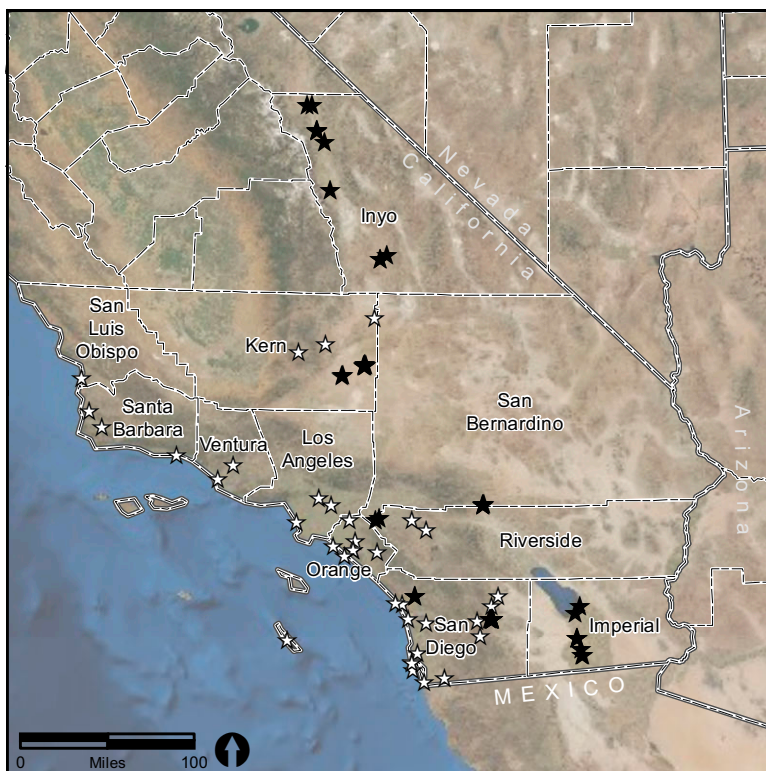 Nevada
California
Inyo
San
Luis
Obispo
Kern
San
Bernardino
Santa
Barbara
Ventura
Los
Angeles
Arizona
Riverside
Orange
San
Diego
Imperial
MEXICO
0 Miles 100